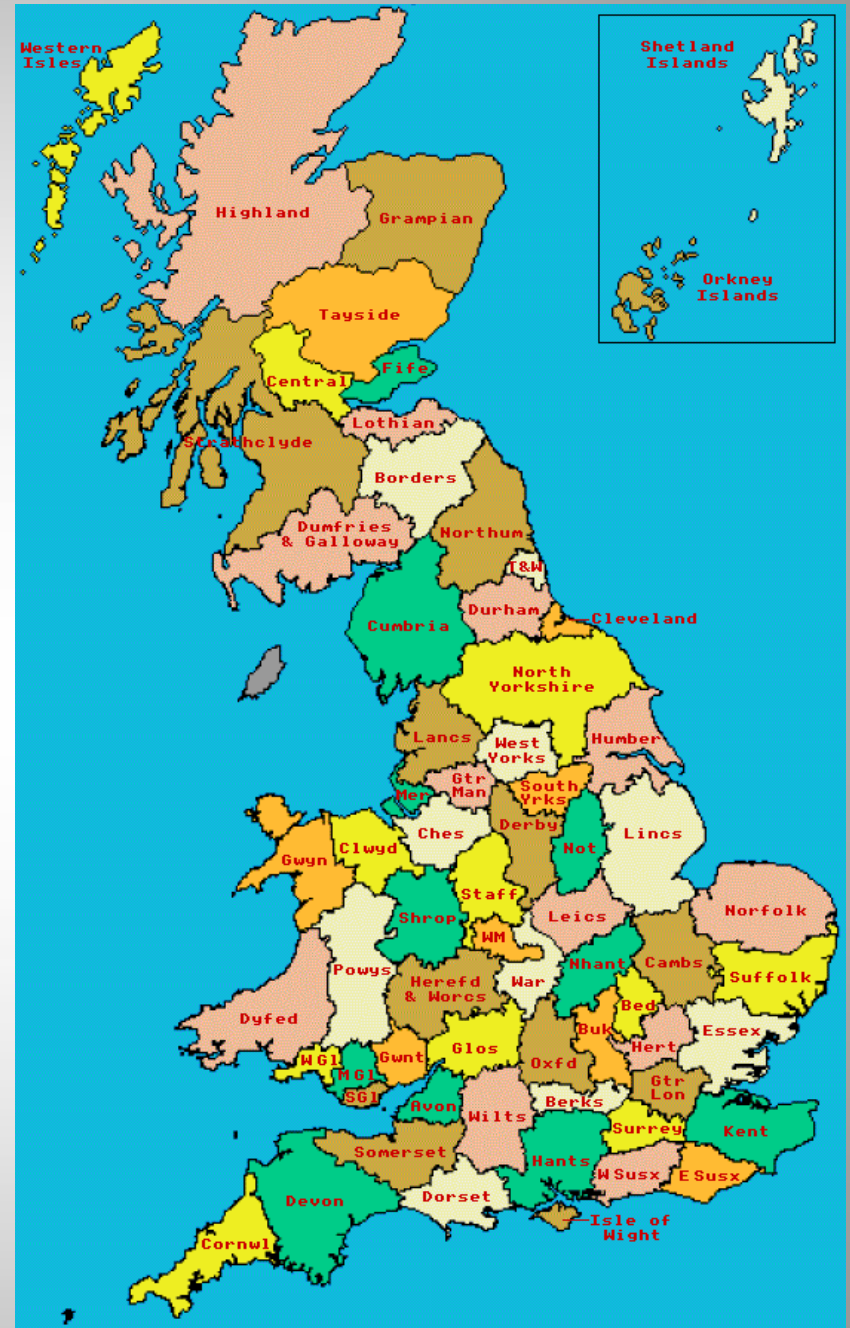 Western
Isles
Shetland
Islands
Highland
Grampian
Orkney
Islands
Tayside
Fife
Central
Lothian
Strathclyde
Borders
Dumfries
& Galloway
Northum
T&W
Durham
Cleveland
Cumbria
North
Yorkshire
Lancs
West
Yorks
Humber
Mer
Gtr
Man
South
Yrks
Ches
Derby
Not
Lincs
Clwyd
Gwyn
Staff
Shrop
Leics
Norfolk
WM
Powys
Nhant
Cambs
Suffolk
Herefd
& Worcs
War
Bed
Dyfed
Buk
Essex
Hert
W Gl
M Gl
SGl
Gwnt
Glos
Oxfd
Gtr
Lon
Avon
Wilts
Berks
Surrey
Kent
Somerset
Hants
W Susx
E Susx
Devon
Dorset
Isle of
Wight
Cornwl